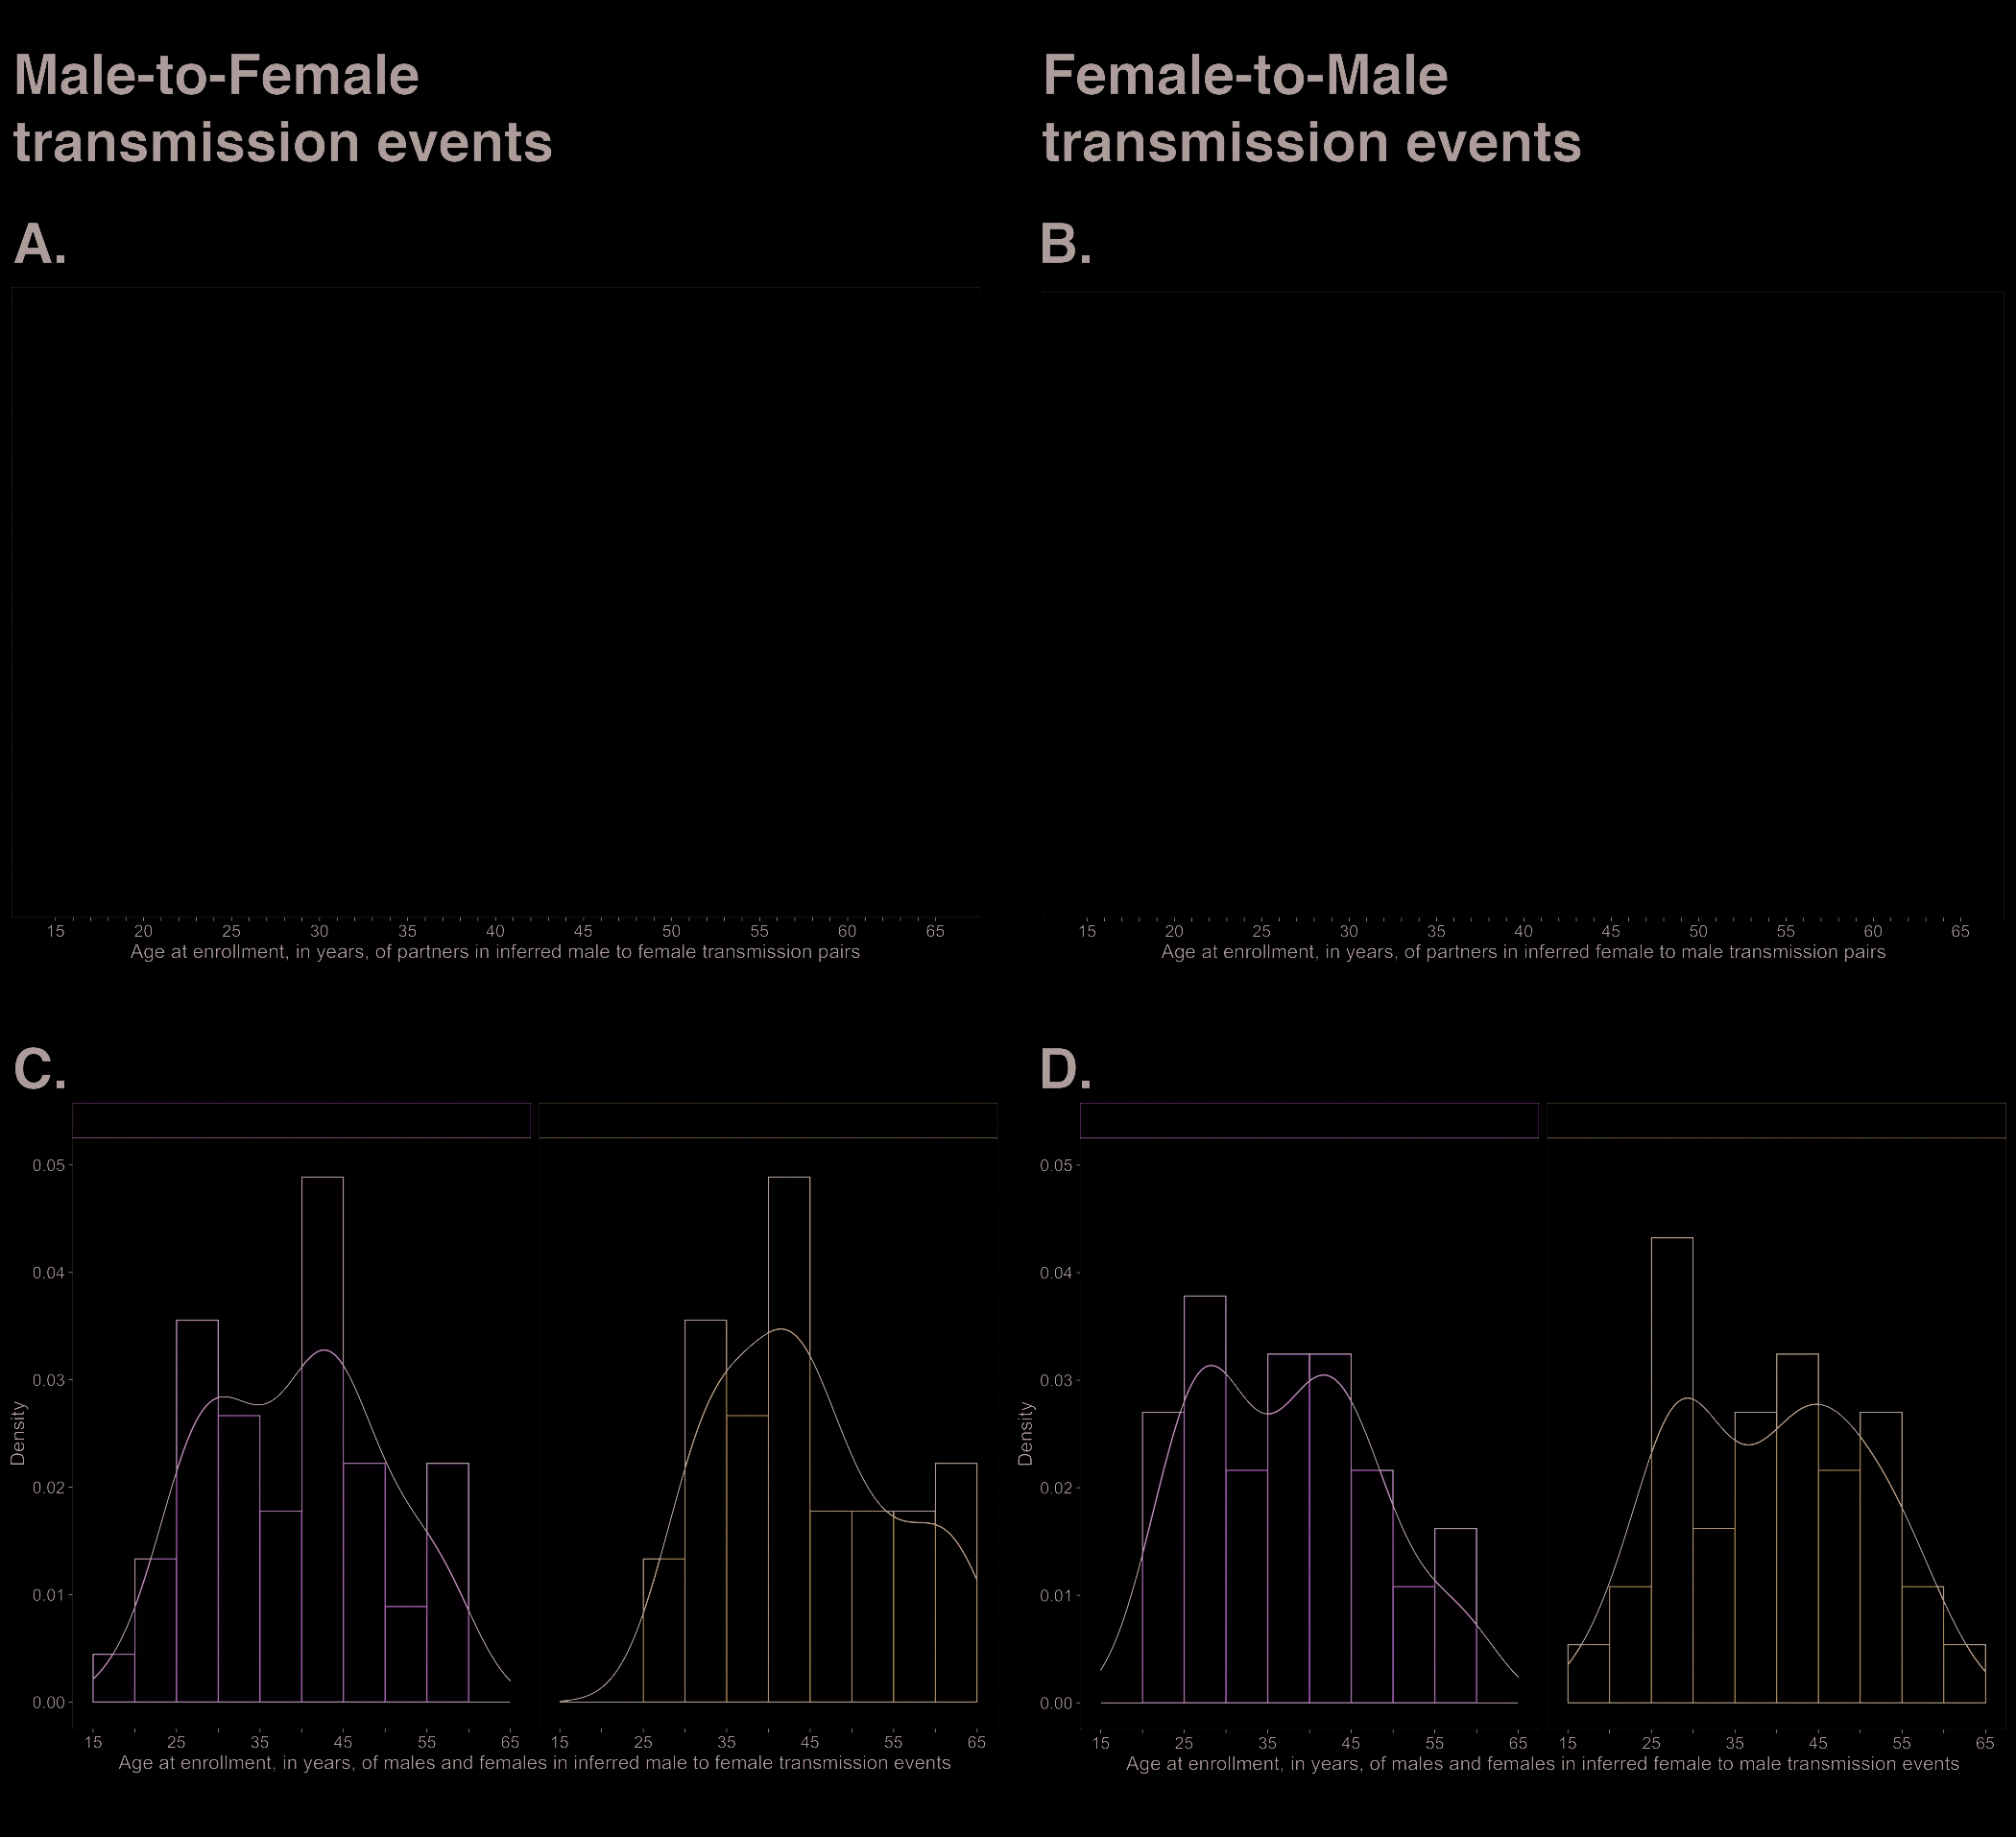 Male-to-Female
transmission events
Female-to-Male
transmission events
A.
15 20 25 30 35 40 45 50 55 60 65
Age at enrollment, in years, of partners in inferred male to female transmission pairs
B.
15 20 25 30 35 40 45 50 55 60 65
Age at enrollment, in years, of partners in inferred female to male transmission pairs
C.
Density
0.05
0.04
0.03
0.02
0.01
0.00
15 25 35 45 55 65 15 25 35 45 55 65
Age at enrollment, in years, of males and females in inferred male to female transmission events
D.
Density
0.05
0.04
0.03
0.02
0.01
0.00
15 25 35 45 55 65 15 25 35 45 55 65
Age at enrollment, in years, of males and females in inferred female to male transmission events